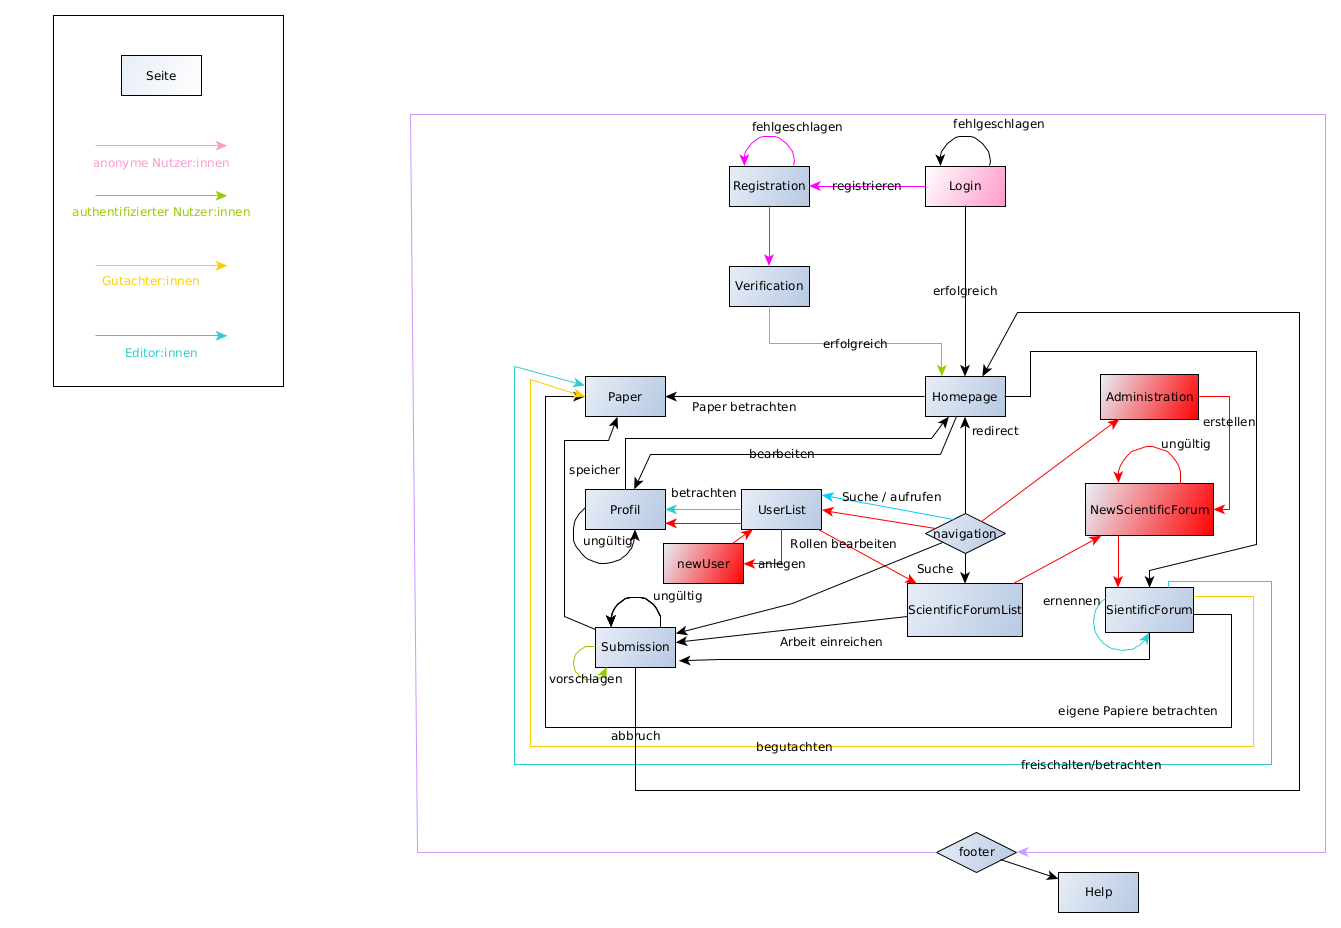 Seite
anonyme Nutzer:innen
authentifizierter Nutzer:innen
Gutachter:innen
Editor:innen
fehlgeschlagen
fehlgeschlagen
Registration
registrieren
Login
Verification
erfolgreich
erfolgreich
Paper
Paper betrachten
Homepage
Administration
redirect
erstellen
bearbeiten
ungültig
speicher
betrachten
Suche / aufrufen
Profil
UserList
NewScientificForum
navigation
ungültig
Rollen bearbeiten
newUser
anlegen
Suche
ungültig
ernennen
ScientificForumList
SientificForum
Submission
Arbeit einreichen
vorschlagen
eigene Papiere betrachten
abbruch
begutachten
freischalten/betrachten
footer
Help